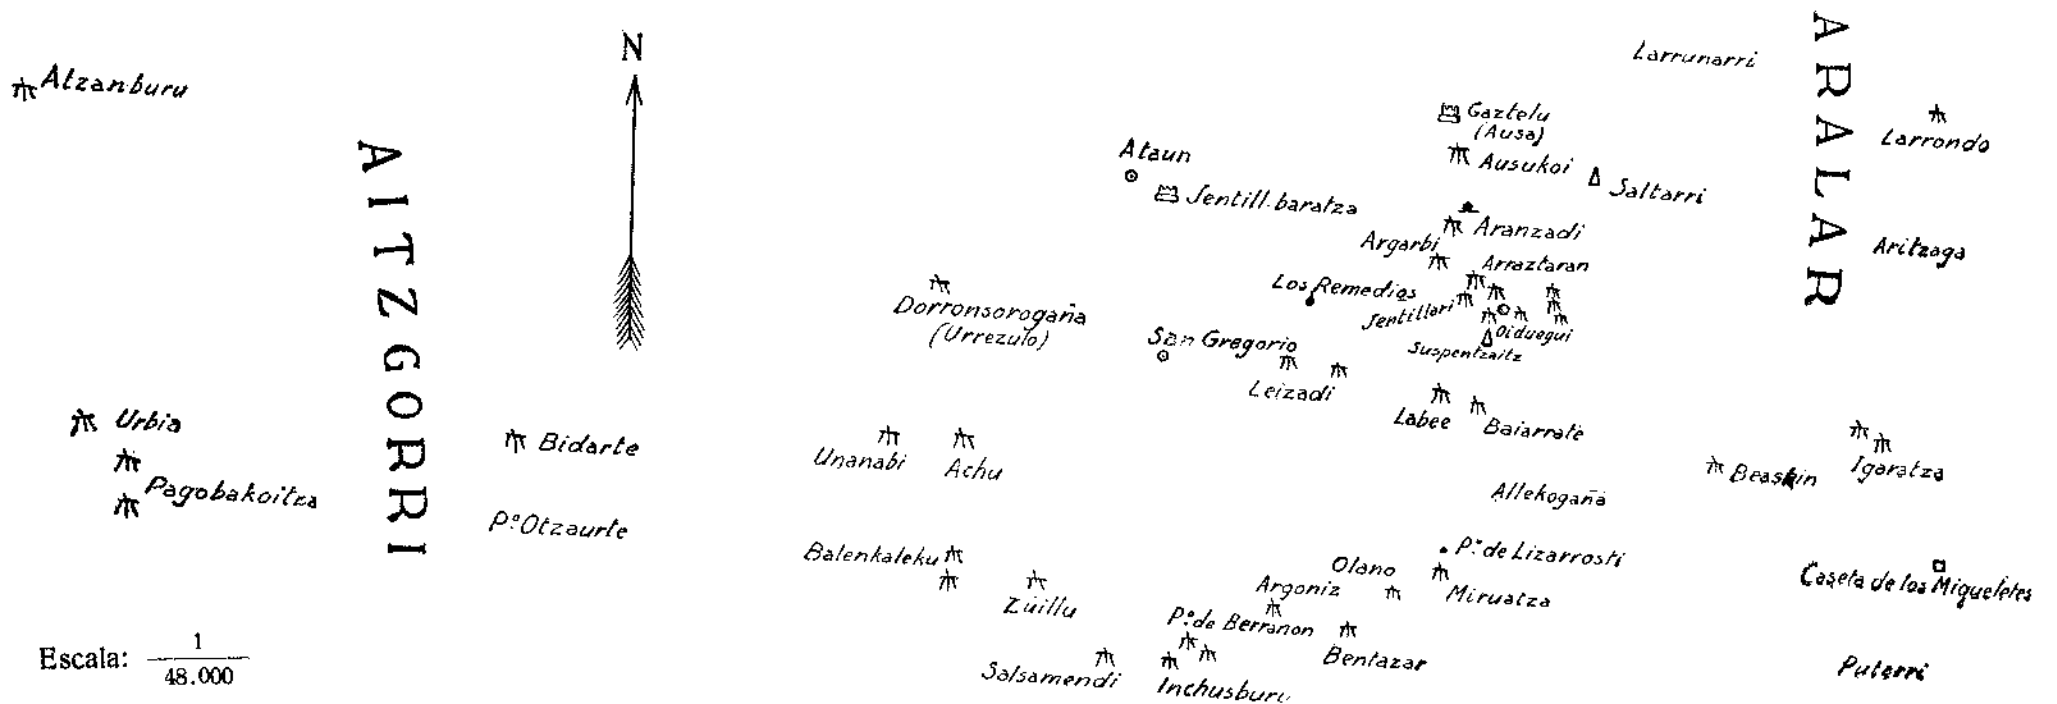 N
ARALAR
Larrunarri
Atzanburu
Gaztelu
(Ausa)
Larrondo
AITZGORRI
Ataun
Ausukoi
Saltarri
Jentill-baratza
Aranzadi
Argarbi
Aritzaga
Arraztaran
Los Remedios
Dorronsorogaña
(Urrezulo)
Jentillari
Oiduegui
San Gregorio
Suspentzaitz
Leizadi
Labee
Baiarrate
Urbia
Bidarte
Unanabi
Achu
Igaratza
Beaskin
Pagobakoitza
Allekogaña
Pº Otzaurte
Balenkaleku
Pº de Lizarrosti
Olano
Caseta de los Migueletes
Argoniz
Miruatza
Zuillu
Pº de Berranon
Escala: 1
48.000
Bentazar
Putarri
Salsamendi
Inchusburu